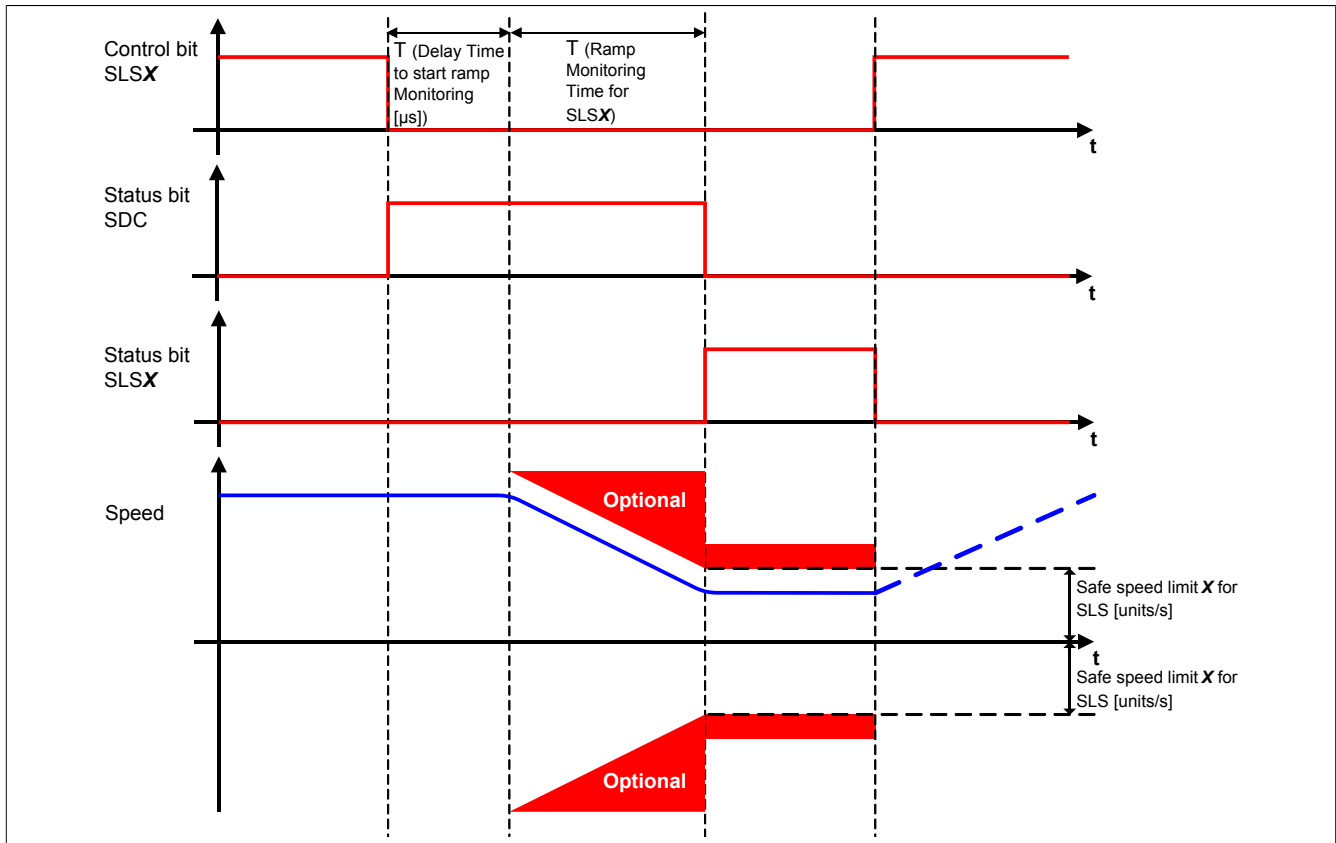 Control bit
SLSX
T (Delay Time
to start ramp
Monitoring
[µs])
T (Ramp
Monitoring
Time for
SLSX)
t
Status bit
SDC
t
Status bit
SLSX
t
Speed
Optional
Safe speed limit X for
SLS [units/s]
t
Safe speed limit X for
SLS [units/s]
Optional